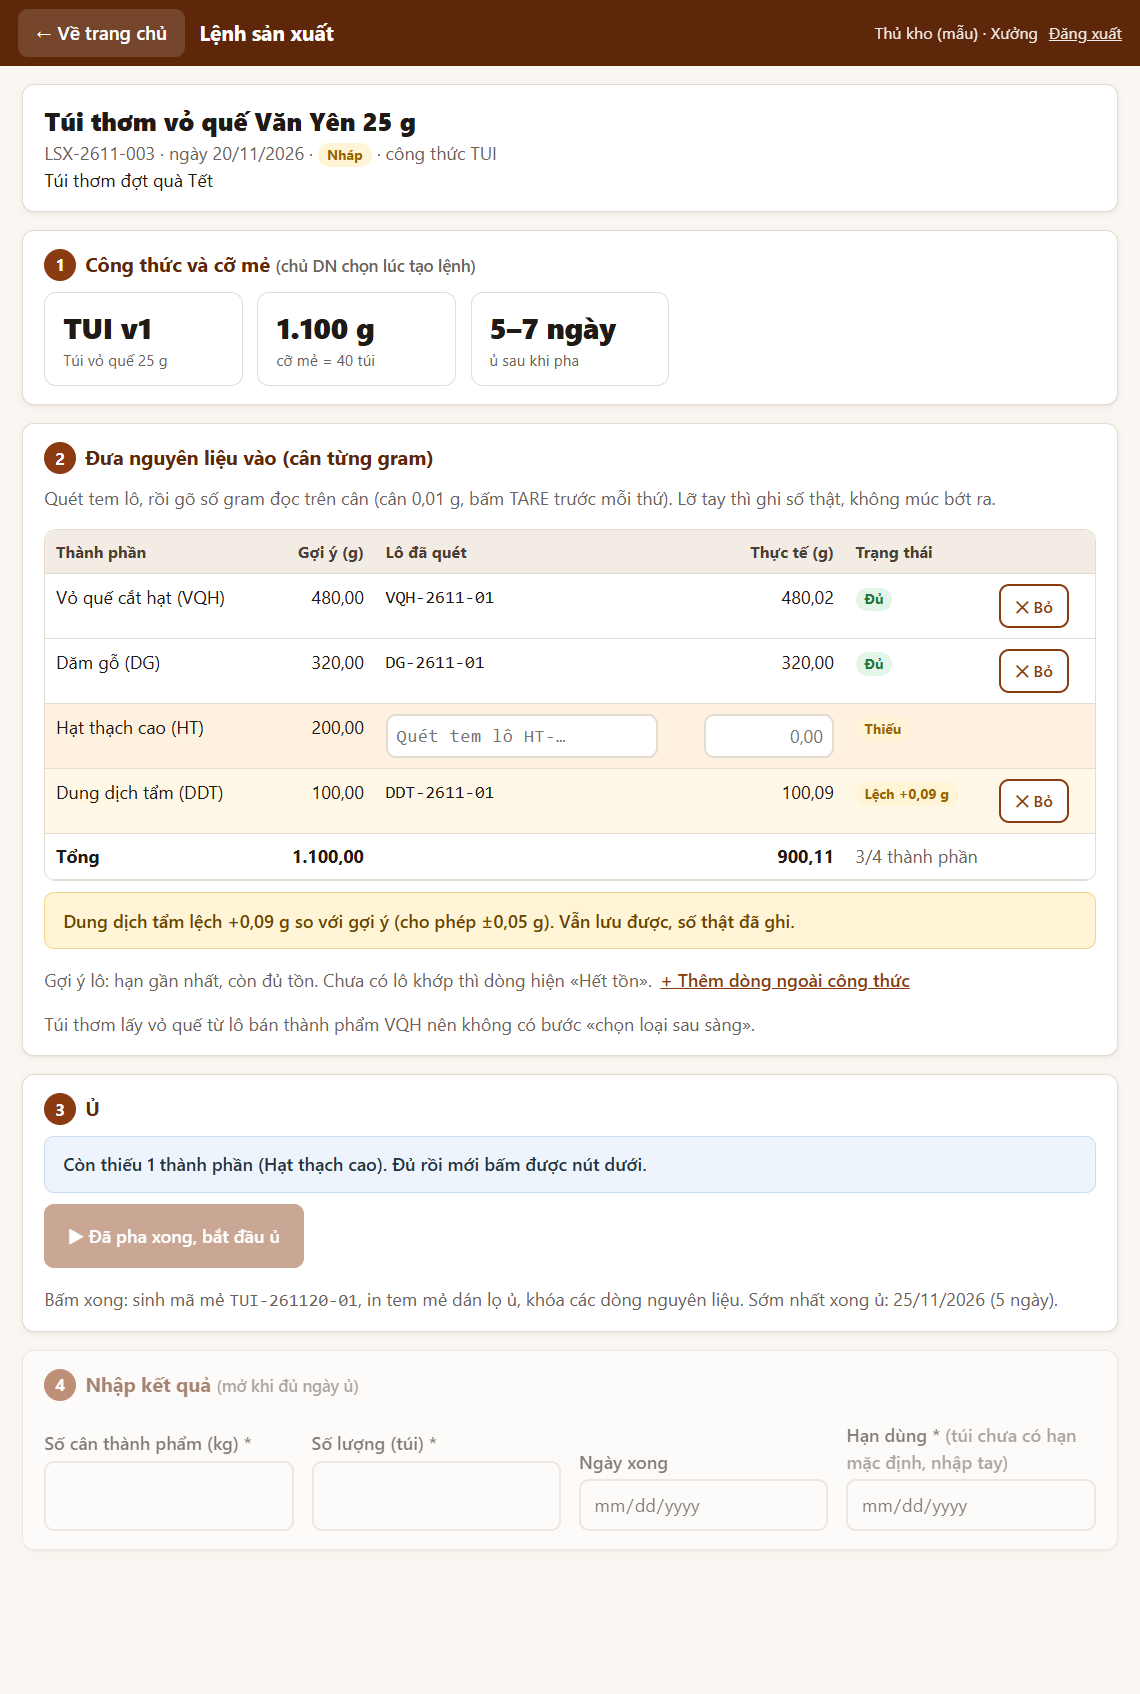 ← Về trang chủ
Lệnh sản xuất
Thủ kho (mẫu) · Xưởng Đăng xuất
Túi thơm vỏ quế Văn Yên 25 g
LSX-2611-003 · ngày 20/11/2026 · Nháp · công thức TUI
Túi thơm đợt quà Tết
1 Công thức và cỡ mẻ (chủ DN chọn lúc tạo lệnh)
TUI v1
Túi vỏ quế 25 g
1.100 g
cỡ mẻ = 40 túi
5–7 ngày
ủ sau khi pha
2 Đưa nguyên liệu vào (cân từng gram)
Quét tem lô, rồi gõ số gram đọc trên cân (cân 0,01 g, bấm TARE trước mỗi thứ). Lỡ tay thì ghi số thật, không múc bớt ra.
Thành phần Gợi ý (g) Lô đã quét Thực tế (g) Trạng thái
Vỏ quế cắt hạt (VQH) 480,00 VQH-2611-01 480,02 Đủ ✕ Bỏ
Dăm gỗ (DG) 320,00 DG-2611-01 320,00 Đủ ✕ Bỏ
Hạt thạch cao (HT) 200,00 Quét tem lô HT-… 0,00 Thiếu
Dung dịch tẩm (DDT) 100,00 DDT-2611-01 100,09 Lệch +0,09 g ✕ Bỏ
Tổng 1.100,00 900,11 3/4 thành phần
Dung dịch tẩm lệch +0,09 g so với gợi ý (cho phép ±0,05 g). Vẫn lưu được, số thật đã ghi.
Gợi ý lô: hạn gần nhất, còn đủ tồn. Chưa có lô khớp thì dòng hiện «Hết tồn». + Thêm dòng ngoài công thức
Túi thơm lấy vỏ quế từ lô bán thành phẩm VQH nên không có bước «chọn loại sau sàng».
3 Ủ
Còn thiếu 1 thành phần (Hạt thạch cao). Đủ rồi mới bấm được nút dưới.
▶ Đã pha xong, bắt đầu ủ
Bấm xong: sinh mã mẻ TUI-261120-01, in tem mẻ dán lọ ủ, khóa các dòng nguyên liệu. Sớm nhất xong ủ: 25/11/2026 (5 ngày).
4 Nhập kết quả (mở khi đủ ngày ủ)
Số cân thành phẩm (kg) *
Số lượng (túi) *
Ngày xong
mm/dd/yyyy
Hạn dùng * (túi chưa có hạn
mặc định, nhập tay)
mm/dd/yyyy